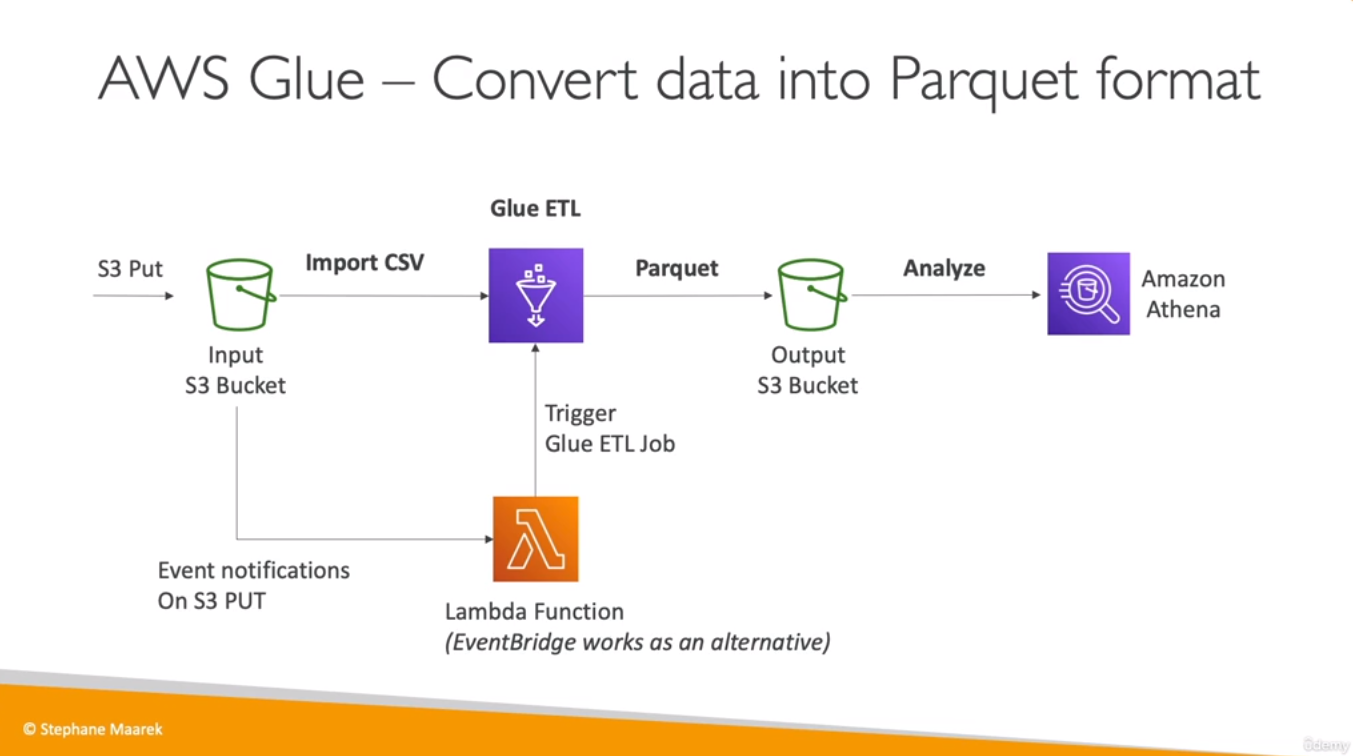 AWS Glue – Convert data into Parquet format
Glue ETL
S3 Put
Import CSV
Parquet
Analyze
Amazon
Athena
Input
S3 Bucket
Output
S3 Bucket
Trigger
Glue ETL Job
Event notifications
On S3 PUT
Lambda Function
(EventBridge works as an alternative)
© Stephane Maarek
ûdemy